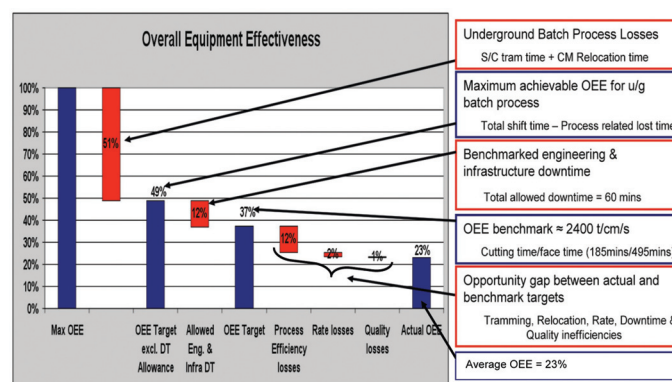 Overall Equipment Effectiveness
100%
90%
80%
70%
60%
50%
40%
30%
20%
10%
0%
51%
49%
12%
37%
12%
2%
1%
23%
Max OEE
OEE Target
excl. DT
Allowance
Allowed
Eng. &
Infra DT
OEE Target
Process
Efficiency
losses
Rate losses
Quality
losses
Actual OEE
Underground Batch Process Losses
S/C tram time + CM Relocation time
Maximum achievable OEE for u/g
batch process
Total shift time – Process related lost time
Benchmarked engineering &
infrastructure downtime
Total allowed downtime = 60 mins
OEE benchmark ≈ 2400 t/cm/s
Cutting time/face time (185mins/495mins)
Opportunity gap between actual and
benchmark targets
Tramming, Relocation, Rate, Downtime &
Quality inefficiencies
Average OEE = 23%